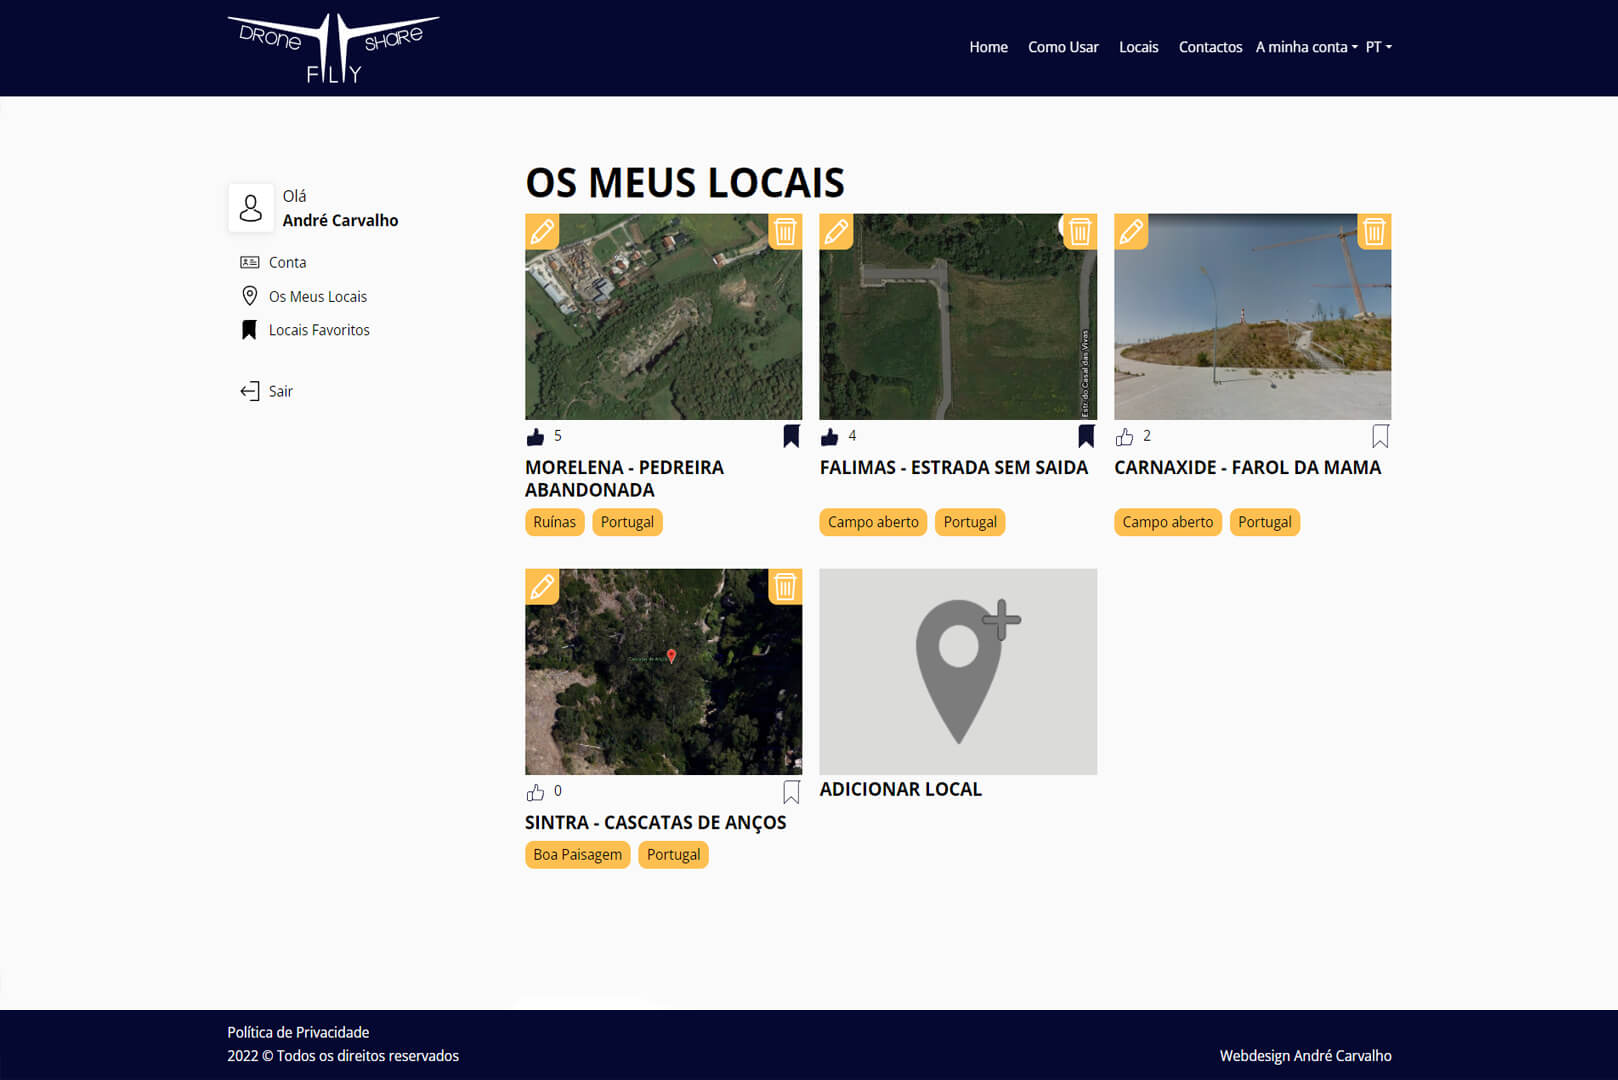 DRone SHARe
FLY
Home Como Usar Locais Contactos A minha conta PT
Olá
André Carvalho
Conta
Os Meus Locais
Locais Favoritos
Sair
OS MEUS LOCAIS
Estr. do Casal das Vivas
5
4
2
MORELENA - PEDREIRA
ABANDONADA
FALIMAS - ESTRADA SEM SAIDA
CARNAXIDE - FAROL DA MAMA
Ruínas Portugal
Campo aberto Portugal
Campo aberto Portugal
Cascatas de Anços
0
SINTRA - CASCATAS DE ANÇOS
Boa Paisagem Portugal
ADICIONAR LOCAL
Política de Privacidade
2022 © Todos os direitos reservados
Webdesign André Carvalho